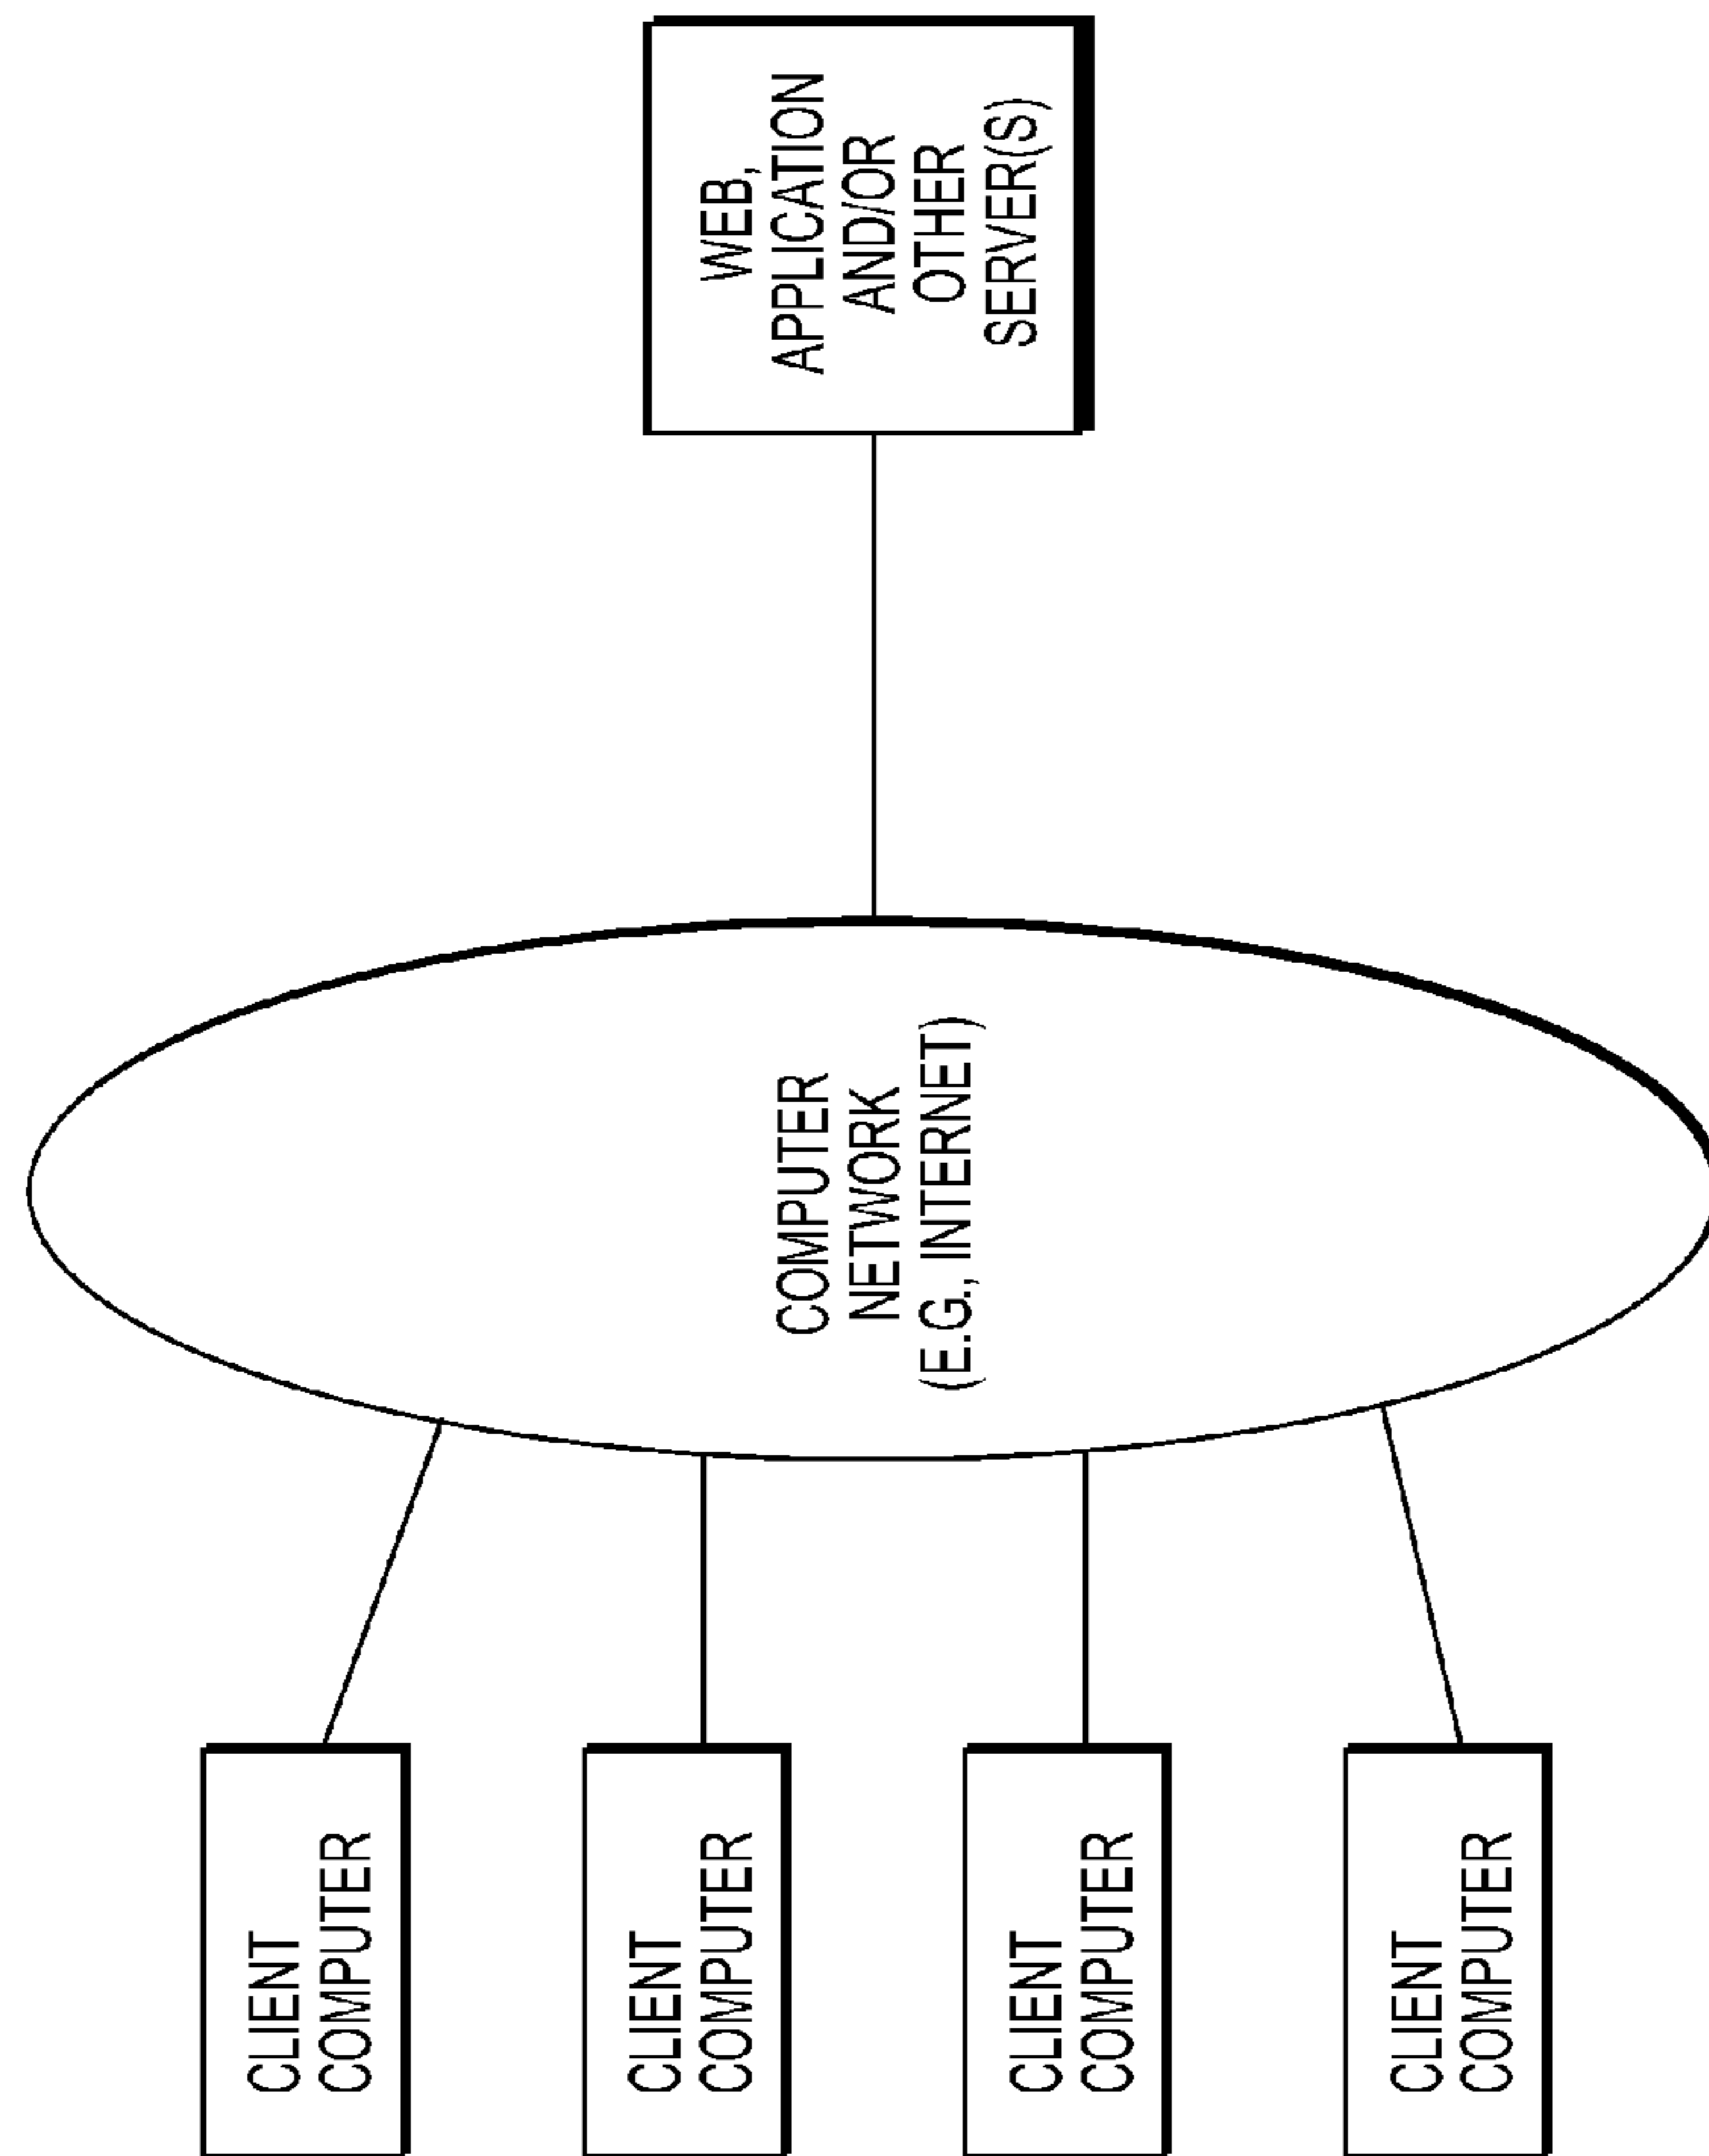 WEB,
APPLICATION
AND/OR
OTHER
SERVER(S)
COMPUTER
NETWORK
(E.G., INTERNET)
CLIENT
COMPUTER
CLIENT
COMPUTER
CLIENT
COMPUTER
CLIENT
COMPUTER